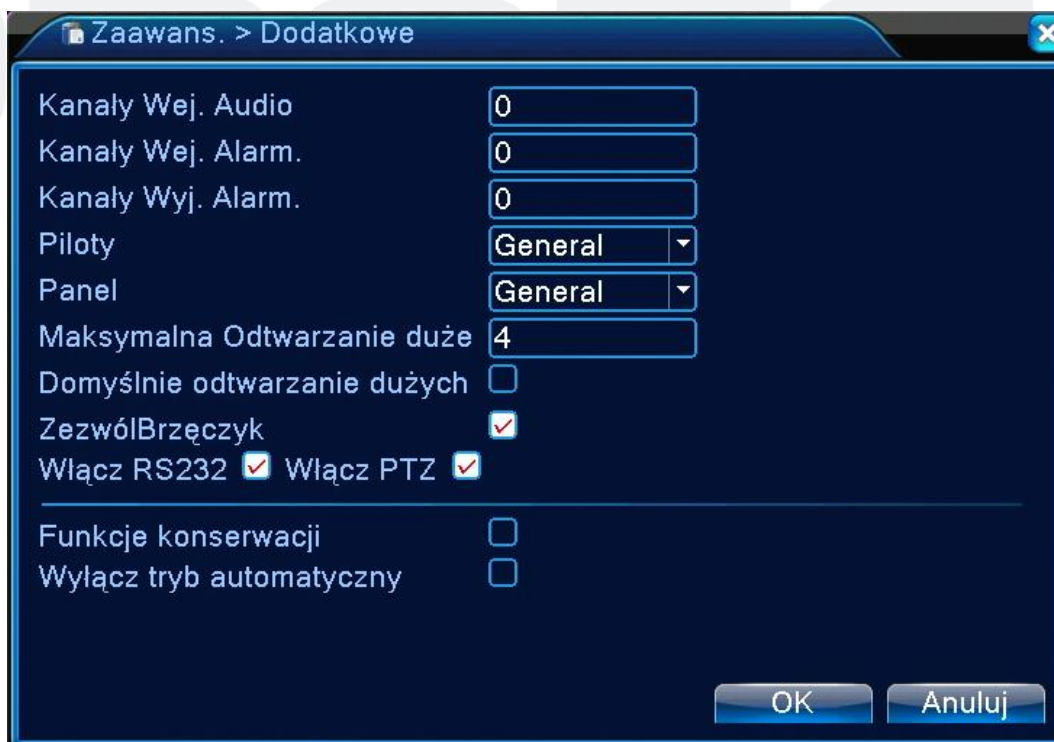 Zaawans. > Dodatkowe
Kanały Wej. Audio 0
Kanały Wej. Alarm. 0
Kanały Wyj. Alarm. 0
Piloty General
Panel General
Maksymalna Odtwarzanie duże 4
Domyślnie odtwarzanie dużych
ZezwólBrzęczyk
Włącz RS232 Włącz PTZ
Funkcje konserwacji
Wyłącz tryb automatyczny
OK Anuluj